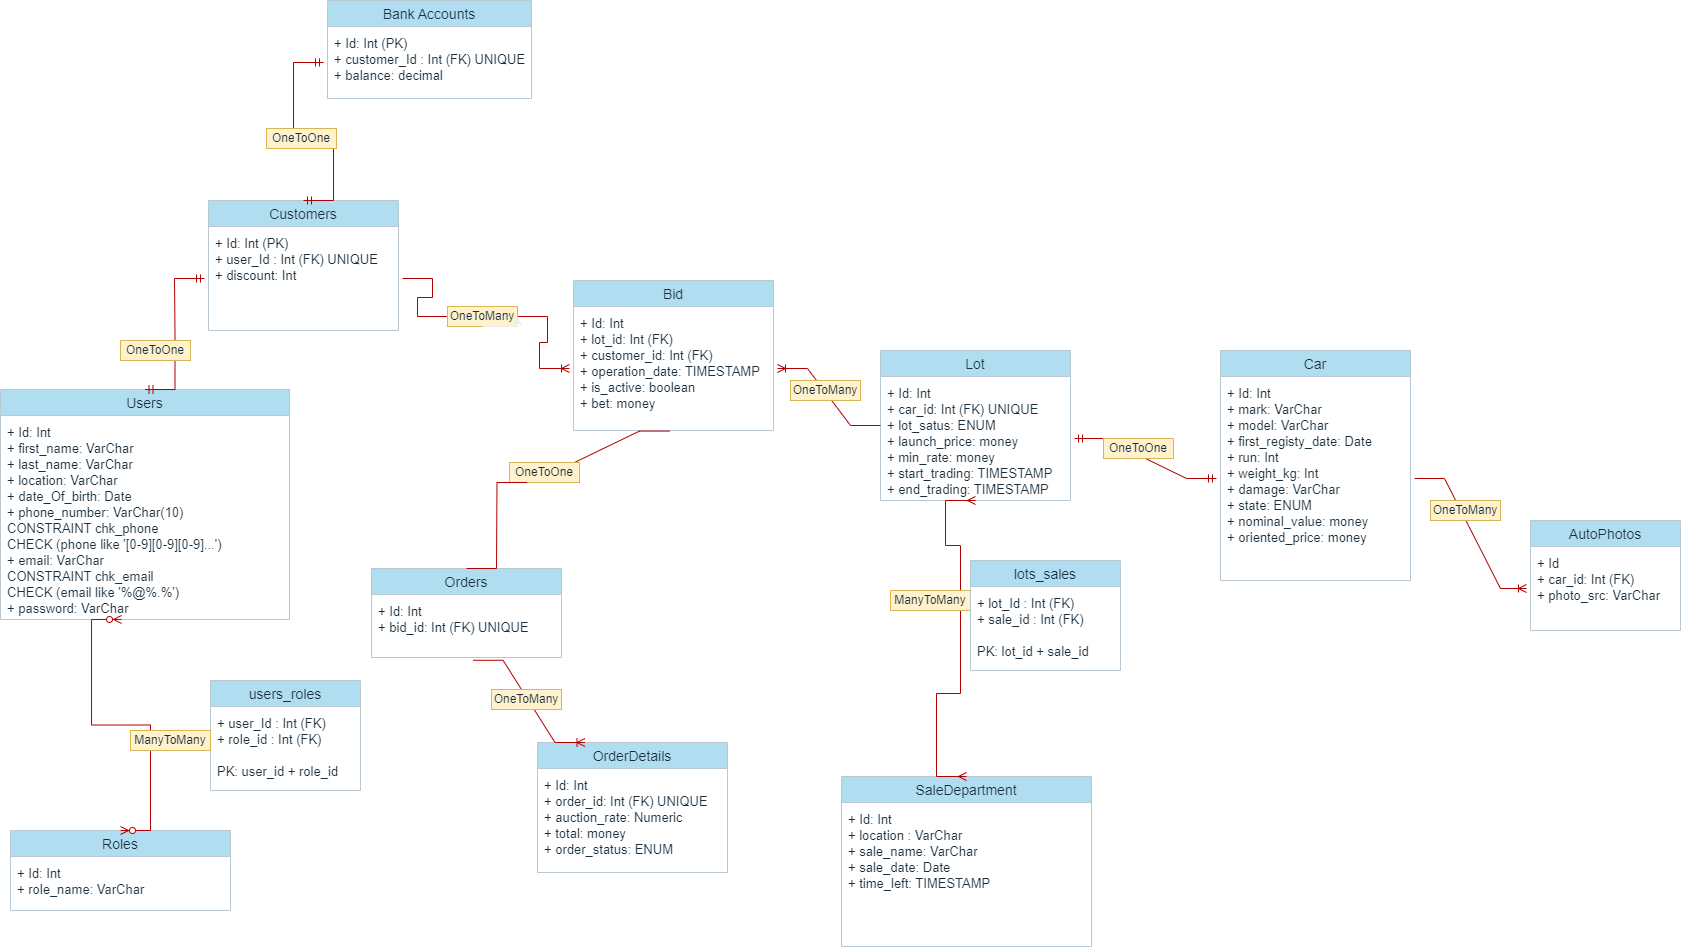 Bank Accounts
+ Id: Int (PK)
+ customer_Id : Int (FK) UNIQUE
+ balance: decimal
OneToOne
Customers
+ Id: Int (PK)
+ user_Id : Int (FK) UNIQUE
+ discount: Int
OneToOne
OneToMany
Users
+ Id: Int
+ first_name: VarChar
+ last_name: VarChar
+ location: VarChar
+ date_Of_birth: Date
+ phone_number: VarChar(10)
CONSTRAINT chk_phone
CHECK (phone like '[0-9][0-9][0-9]...')
+ email: VarChar
CONSTRAINT chk_email
CHECK (email like '%@%.%')
+ password: VarChar
Bid
+ Id: Int
+ lot_id: Int (FK)
+ customer_id: Int (FK)
+ operation_date: TIMESTAMP
+ is_active: boolean
+ bet: money
OneToMany
OneToOne
Lot
+ Id: Int
+ car_id: Int (FK) UNIQUE
+ lot_satus: ENUM
+ launch_price: money
+ min_rate: money
+ start_trading: TIMESTAMP
+ end_trading: TIMESTAMP
OneToOne
Car
+ Id: Int
+ mark: VarChar
+ model: VarChar
+ first_registy_date: Date
+ run: Int
+ weight_kg: Int
+ damage: VarChar
+ state: ENUM
+ nominal_value: money
+ oriented_price: money
OneToMany
AutoPhotos
+ Id
+ car_id: Int (FK)
+ photo_src: VarChar
Orders
+ Id: Int
+ bid_id: Int (FK) UNIQUE
OneToMany
lots_sales
+ lot_Id : Int (FK)
+ sale_id : Int (FK)
PK: lot_id + sale_id
ManyToMany
users_roles
+ user_Id : Int (FK)
+ role_id : Int (FK)
PK: user_id + role_id
ManyToMany
OrderDetails
+ Id: Int
+ order_id: Int (FK) UNIQUE
+ auction_rate: Numeric
+ total: money
+ order_status: ENUM
SaleDepartment
+ Id: Int
+ location : VarChar
+ sale_name: VarChar
+ sale_date: Date
+ time_left: TIMESTAMP
Roles
+ Id: Int
+ role_name: VarChar